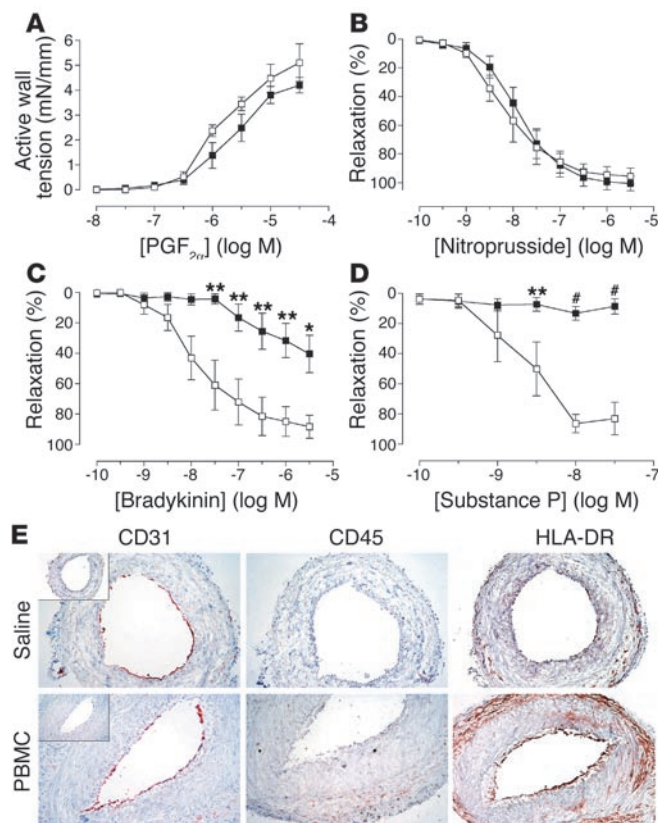 A
B
Active wall
tension (mN/mm)
6
5
4
3
2
1
0
-8 -7 -6 -5 -4
[PGF2α] (log M)
Relaxation (%)
0
20
40
60
80
100
-10 -9 -8 -7 -6 -5
[Nitroprusside] (log M)
C
D
Relaxation (%)
0
20
40
60
80
100
** ** ** ** *
-10 -9 -8 -7 -6 -5
[Bradykinin] (log M)
Relaxation (%)
0
20
40
60
80
100
** # #
-10 -9 -8 -7
[Substance P] (log M)
E
CD31 CD45 HLA-DR
Saline
PBMC